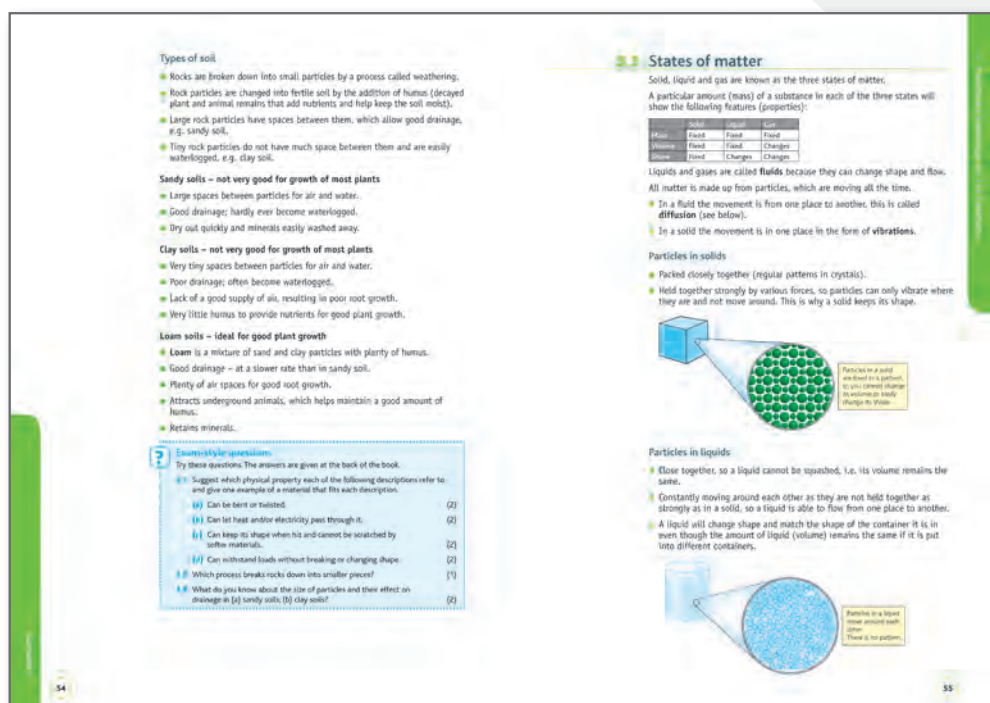 Types of soil
Rocks are broken down into small particles by a process called weathering.
Rock particles are changed into fertile soil by the addition of humus (decayed
plant and animal remains that add nutrients and help keep the soil moist).
Large rock particles have spaces between them, which allow good drainage,
e.g. sandy soil.
Tiny rock particles do not have much space between them and are easily
waterlogged, e.g. clay soil.
Sandy soils – not very good for growth of most plants
Large spaces between particles for air and water.
Good drainage; hardly ever become waterlogged.
Dry out quickly and minerals easily washed away.
Clay soils – not very good for growth of most plants
Very tiny spaces between particles for air and water.
Poor drainage; often become waterlogged.
Lack of a good supply of air, resulting in poor root growth.
Very little humus to provide nutrients for good plant growth.
Loam soils – ideal for good plant growth
Loam is a mixture of sand and clay particles with plenty of humus.
Good drainage – at a slower rate than in sandy soil.
Plenty of air spaces for good root growth.
Attracts underground animals, which helps maintain a good amount of
humus.
Retains minerals.
? Exam-style questions
Try these questions. The answers are given at the back of the book.
Suggest which physical property each of the following descriptions refer to
and give one example of a material that fits each description.
(a) Can be bent or twisted. (2)
(b) Can let heat and/or electricity pass through it. (2)
(c) Can keep its shape when hit and cannot be scratched by
softer materials. (2)
(d) Can withstand loads without breaking or changing shape. (2)
Which process breaks rocks down into smaller pieces? (1)
What do you know about the size of particles and their effect on
drainage in (a) sandy soils; (b) clay soils? (2)
54
States of matter
Solid, liquid and gas are known as the three states of matter.
A particular amount (mass) of a substance in each of the three states will
show the following features (properties):
Solid Liquid Gas
Mass Fixed Fixed Fixed
Volume Fixed Fixed Changes
Shape Fixed Changes Changes
Liquids and gases are called fluids because they can change shape and flow.
All matter is made up from particles, which are moving all the time.
In a fluid the movement is from one place to another, this is called
diffusion (see below).
In a solid the movement is in one place in the form of vibrations.
Particles in solids
Packed closely together (regular patterns in crystals).
Held together strongly by various forces, so particles can only vibrate where
they are and not move around. This is why a solid keeps its shape.
Particles in a solid
are fixed in a pattern,
so you cannot change
its volume or easily
change its shape.
Particles in liquids
Close together, so a liquid cannot be squashed, i.e. its volume remains the
same.
Constantly moving around each other as they are not held together as
strongly as in a solid, so a liquid is able to flow from one place to another.
A liquid will change shape and match the shape of the container it is in
even though the amount of liquid (volume) remains the same if it is put
into different containers.
Particles in a liquid
move around each
other.
There is no pattern.
55